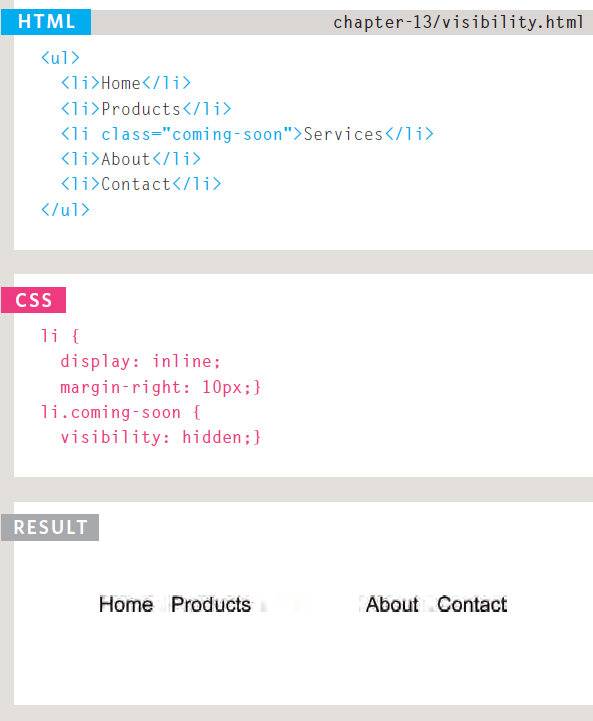 HTML chapter-13/visibility.html
<ul>
<li>Home</li>
<li>Products</li>
<li class="coming-soon">Services</li>
<li>About</li>
<li>Contact</li>
</ul>
CSS
li {
display: inline;
margin-right: 10px;}
li.coming-soon {
visibility: hidden;}
RESULT
Home Products About Contact